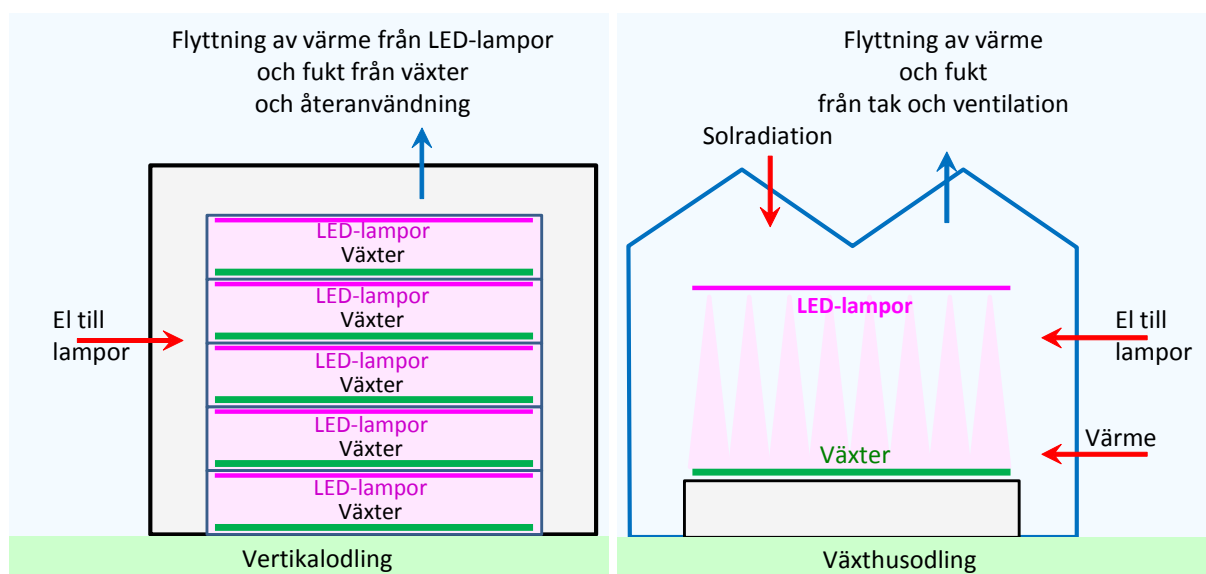 Flyttning av värme från LED-lampor
och fukt från växter
och återanvändning
El till
lampor
LED-lampor
Växter
LED-lampor
Växter
LED-lampor
Växter
LED-lampor
Växter
LED-lampor
Växter
Vertikalodling
Flyttning av värme
och fukt
från tak och ventilation
Solradiation
LED-lampor
El till
lampor
Värme
Växter
Växthusodling